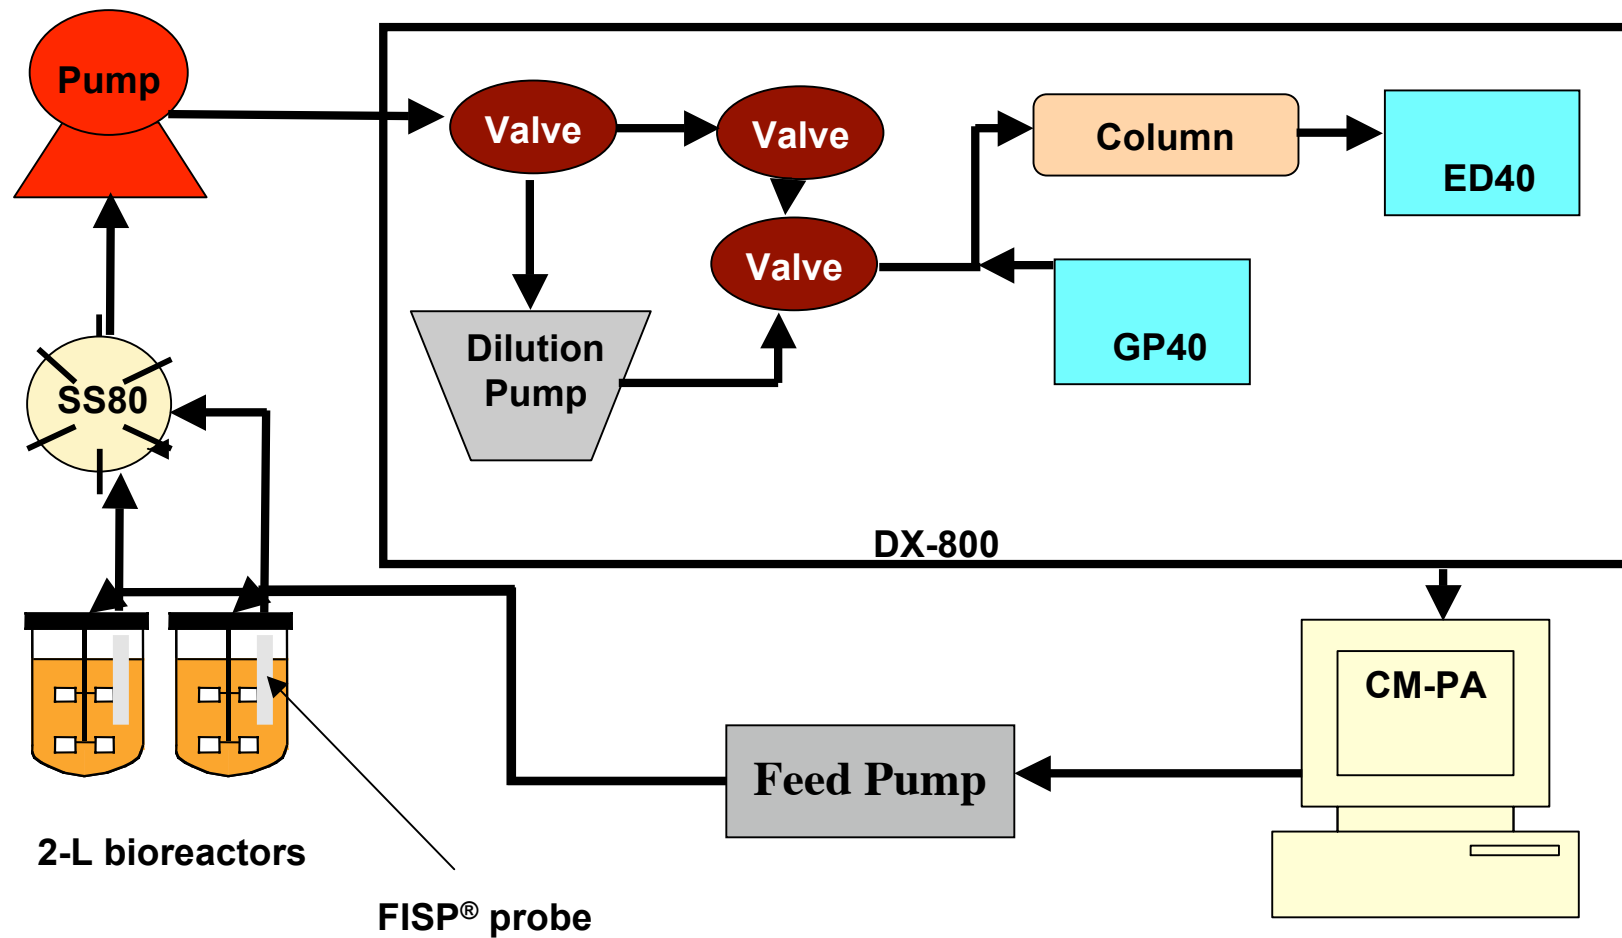 Pump
Valve
Valve
Column
ED40
Valve
GP40
Dilution
Pump
SS80
DX-800
CM-PA
Feed Pump
2-L bioreactors
FISP® probe